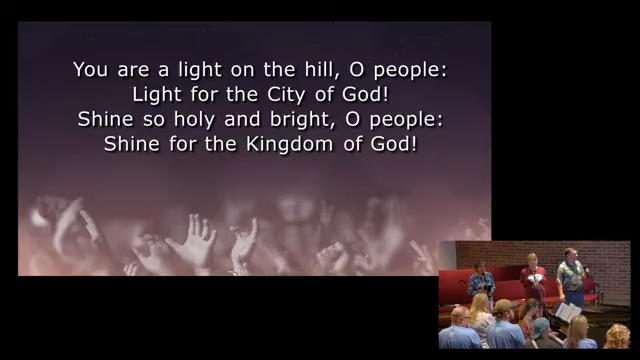 You are a light on the hill, O people:
Light for the City of God!
Shine so holy and bright, O people:
Shine for the Kingdom of God!